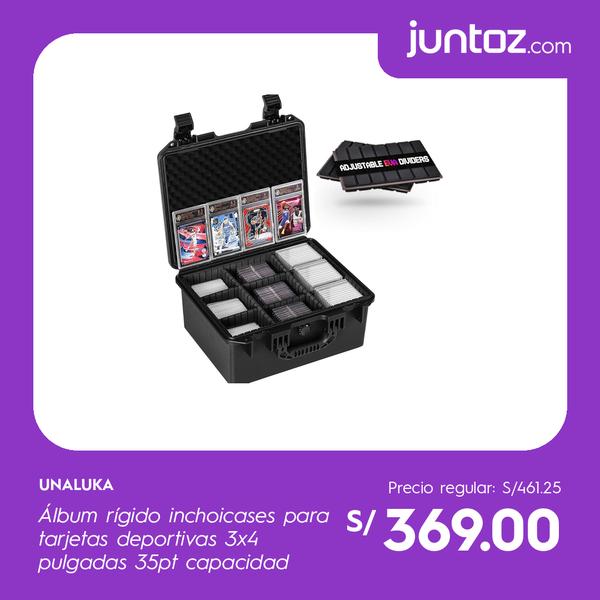 juntoz.com
ADJUSTABLE EVA DIVIDERS
UNALUKA
Álbum rígido inchoicases para
tarjetas deportivas 3x4
pulgadas 35pt capacidad
Precio regular: S/461.25
S/ 369.00